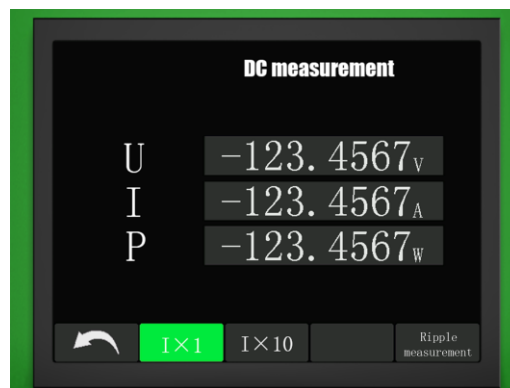 DC measurement
U -123.4567V
I -123.4567A
P -123.4567W
I×1 I×10 Ripple
measurement